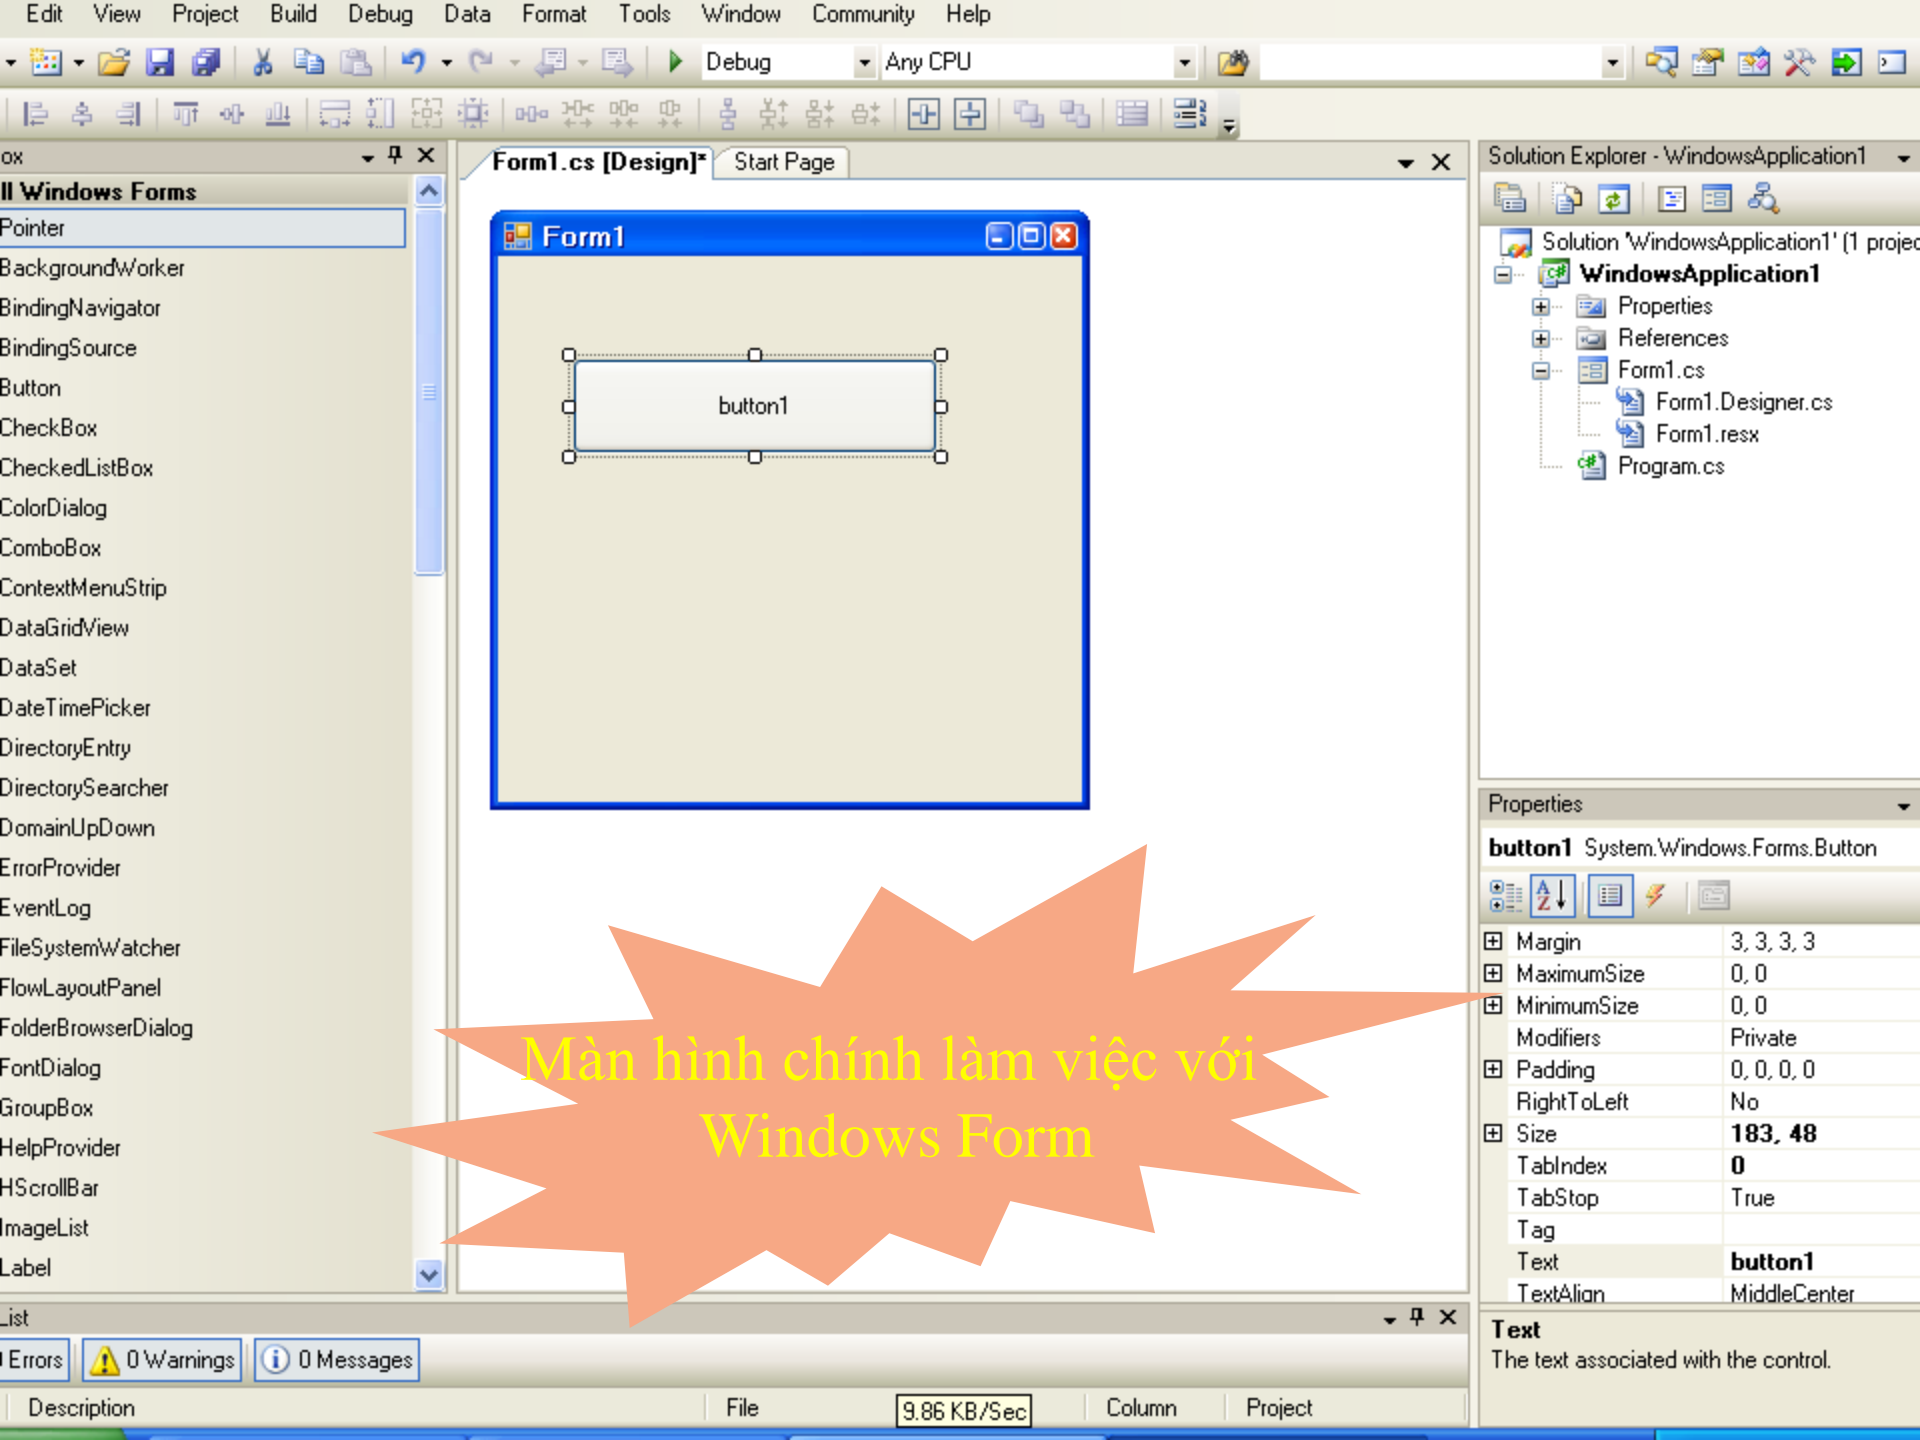 Edit View Project Build Debug Data Format Tools Window Community Help
Debug Any CPU
ox
Form1.cs [Design]* Start Page
Solution Explorer - WindowsApplication1
ll Windows Forms
Pointer
BackgroundWorker
BindingNavigator
BindingSource
Button
CheckBox
CheckedListBox
ColorDialog
ComboBox
ContextMenuStrip
DataGridView
DataSet
DateTimePicker
DirectoryEntry
DirectorySearcher
DomainUpDown
ErrorProvider
EventLog
FileSystemWatcher
FlowLayoutPanel
FolderBrowserDialog
FontDialog
GroupBox
HelpProvider
HScrollBar
ImageList
Label
Form1
button1
Màn hình chính làm việc với
Windows Form
Solution 'WindowsApplication1' (1 projec
WindowsApplication1
Properties
References
Form1.cs
Form1.Designer.cs
Form1.resx
Program.cs
Properties
button1 System.Windows.Forms.Button
Margin 3, 3, 3, 3
MaximumSize 0, 0
MinimumSize 0, 0
Modifiers Private
Padding 0, 0, 0, 0
RightToLeft No
Size 183, 48
TabIndex 0
TabStop True
Tag
Text button1
TextAlign MiddleCenter
Text
The text associated with the control.
List
0 Errors 0 Warnings 0 Messages
Description File 9.86 KB/Sec Column Project